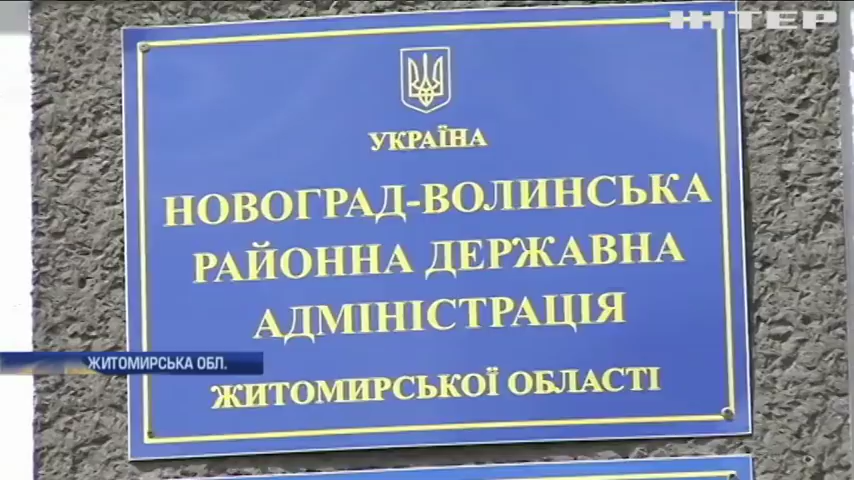 ІНТЕР
УКРАЇНА
НОВОГРАД-ВОЛИНСЬКА
РАЙОННА ДЕРЖАВНА
АДМІНІСТРАЦІЯ
ЖИТОМИРСЬКОЇ ОБЛАСТІ
ЖИТОМИРСЬКА ОБЛ.